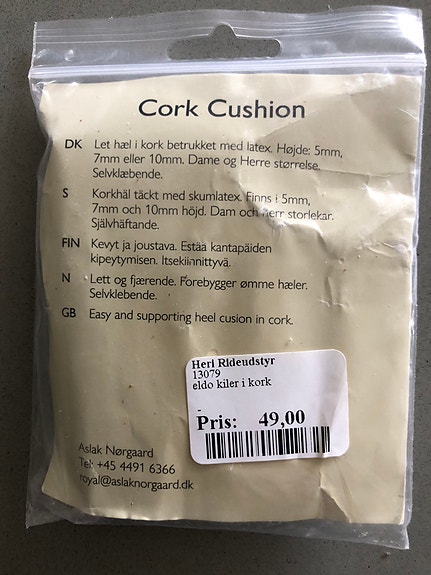 Cork Cushion
DK Let hæl i kork betrukket med latex. Højde: 5mm,
7mm eller 10mm. Dame og Herre størrelse.
Selvklæbende.
S Korkhäl täckt med skumlatex. Finns i 5mm,
7mm och 10mm höjd. Dam och herr storlekar.
Självhäftande.
FIN Kevyt ja joustava. Estää kantapäiden
kipeytymisen. Itsekiinnittyvä.
N Lett og fjærende. Forebygger ømme hæler.
Selvklebende.
GB Easy and supporting heel cusion in cork.
Heri Rideudstyr
13079
eldo kiler i kork
-
Pris: 49,00
Aslak Nørgaard
Tel: +45 4491 6366
royal@aslaknorgaard.dk